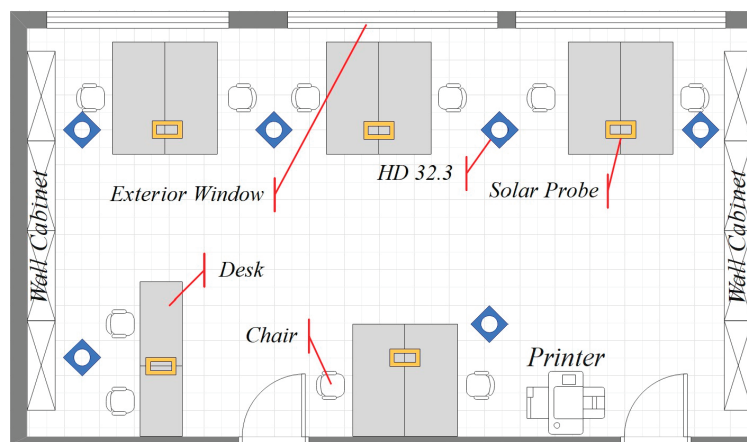 Exterior Window
HD 32.3
Solar Probe
Wall Cabinet
Wall Cabinet
Desk
Chair
Printer